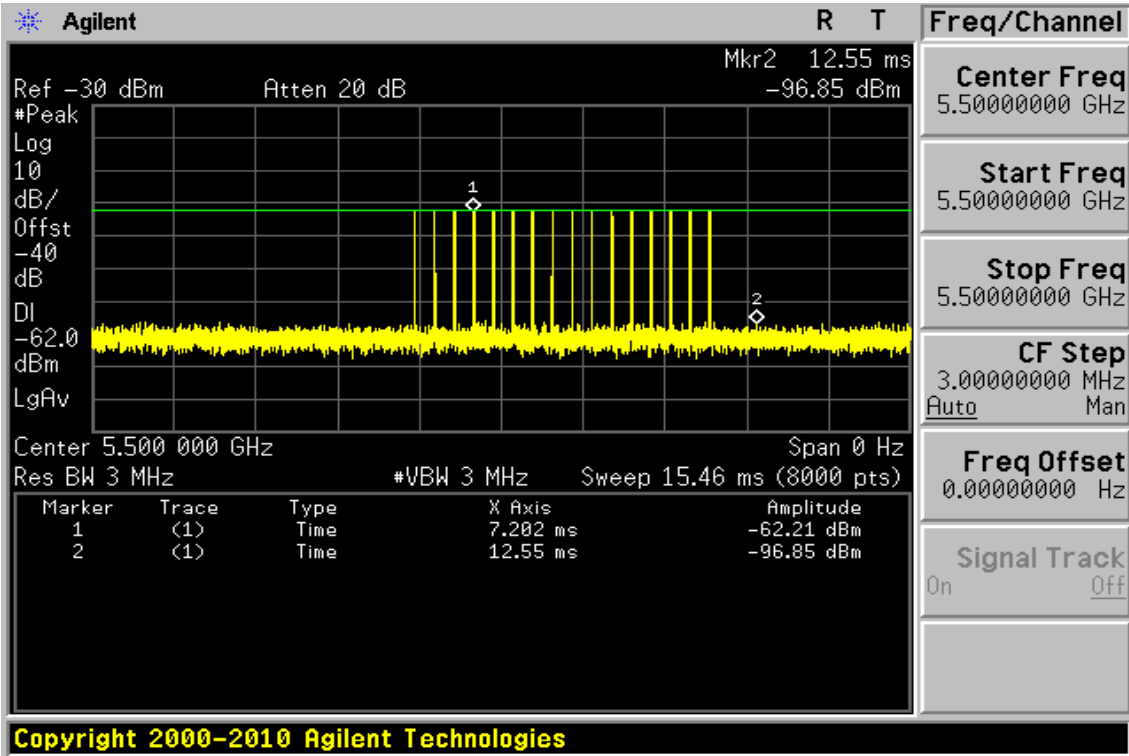 Agilent R T
Freq/Channel
Mkr2 12.55 ms
Ref -30 dBm Atten 20 dB -96.85 dBm
#Peak
Log
10
dB/
Offst
-40
dB
DI
-62.0
dBm
LgAv
1
2
Center 5.500 000 GHz Span 0 Hz
Res BW 3 MHz #VBW 3 MHz Sweep 15.46 ms (8000 pts)
Marker Trace Type X Axis Amplitude
1 (1) Time 7.202 ms -62.21 dBm
2 (1) Time 12.55 ms -96.85 dBm
Center Freq
5.50000000 GHz
Start Freq
5.50000000 GHz
Stop Freq
5.50000000 GHz
CF Step
3.00000000 MHz
Auto Man
Freq Offset
0.00000000 Hz
Signal Track
On Off
Copyright 2000-2010 Agilent Technologies